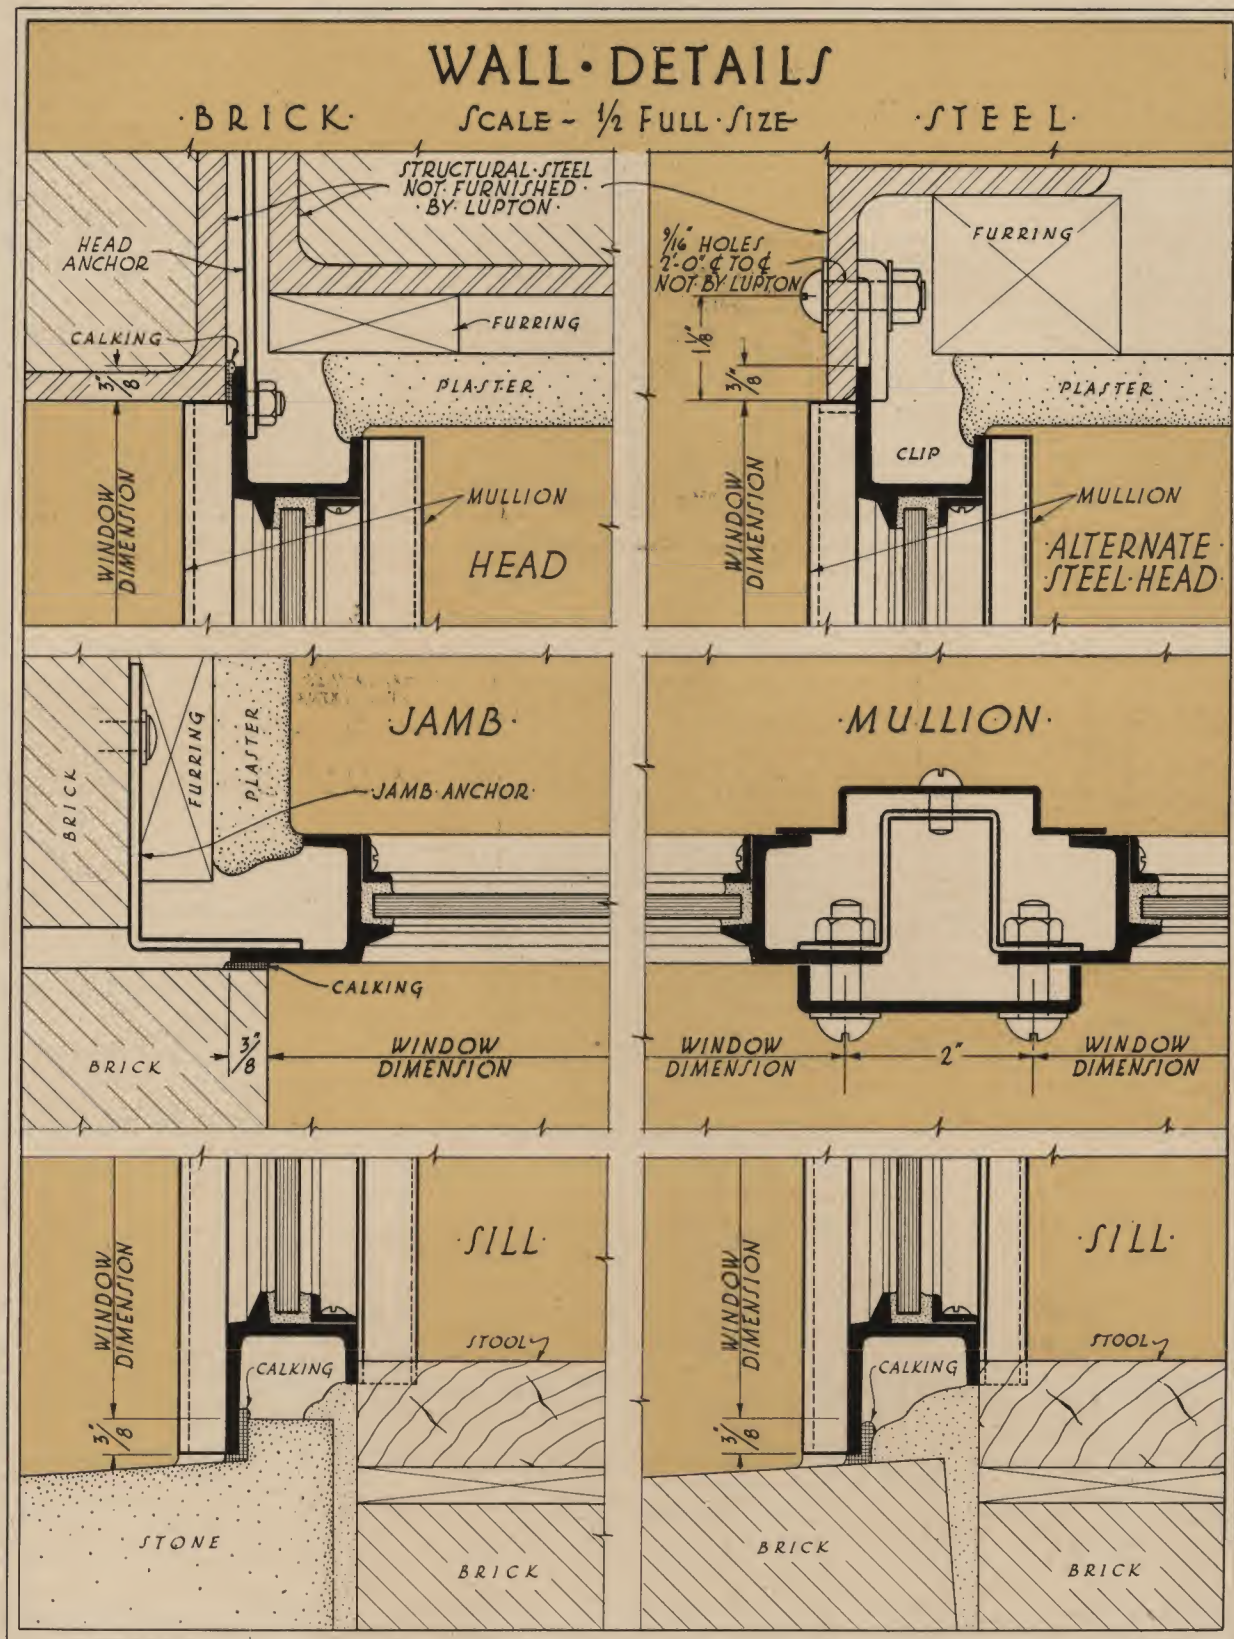 WALL·DETAILS
·BRICK·
SCALE - 1/2 FULL·SIZE
·STEEL·
STRUCTURAL·STEEL
NOT·FURNISHED·
·BY·LUPTON·
HEAD
ANCHOR
CALKING
3/8"
FURRING
PLASTER
WINDOW
DIMENSION
MULLION
HEAD
9/16" HOLES
2'-0" ¢ TO ¢
NOT·BY·LUPTON
1 1/8"
3/8"
FURRING
PLASTER
CLIP
WINDOW
DIMENSION
MULLION
·ALTERNATE·
·STEEL·HEAD·
BRICK
FURRING
PLASTER
·JAMB·
·JAMB·ANCHOR·
CALKING
BRICK
3/8"
WINDOW
DIMENSION
·MULLION·
WINDOW
DIMENSION
2"
WINDOW
DIMENSION
WINDOW
DIMENSION
·SILL·
STOOL
CALKING
3/8"
STONE
BRICK
WINDOW
DIMENSION
·SILL·
STOOL
CALKING
3/8"
BRICK
BRICK